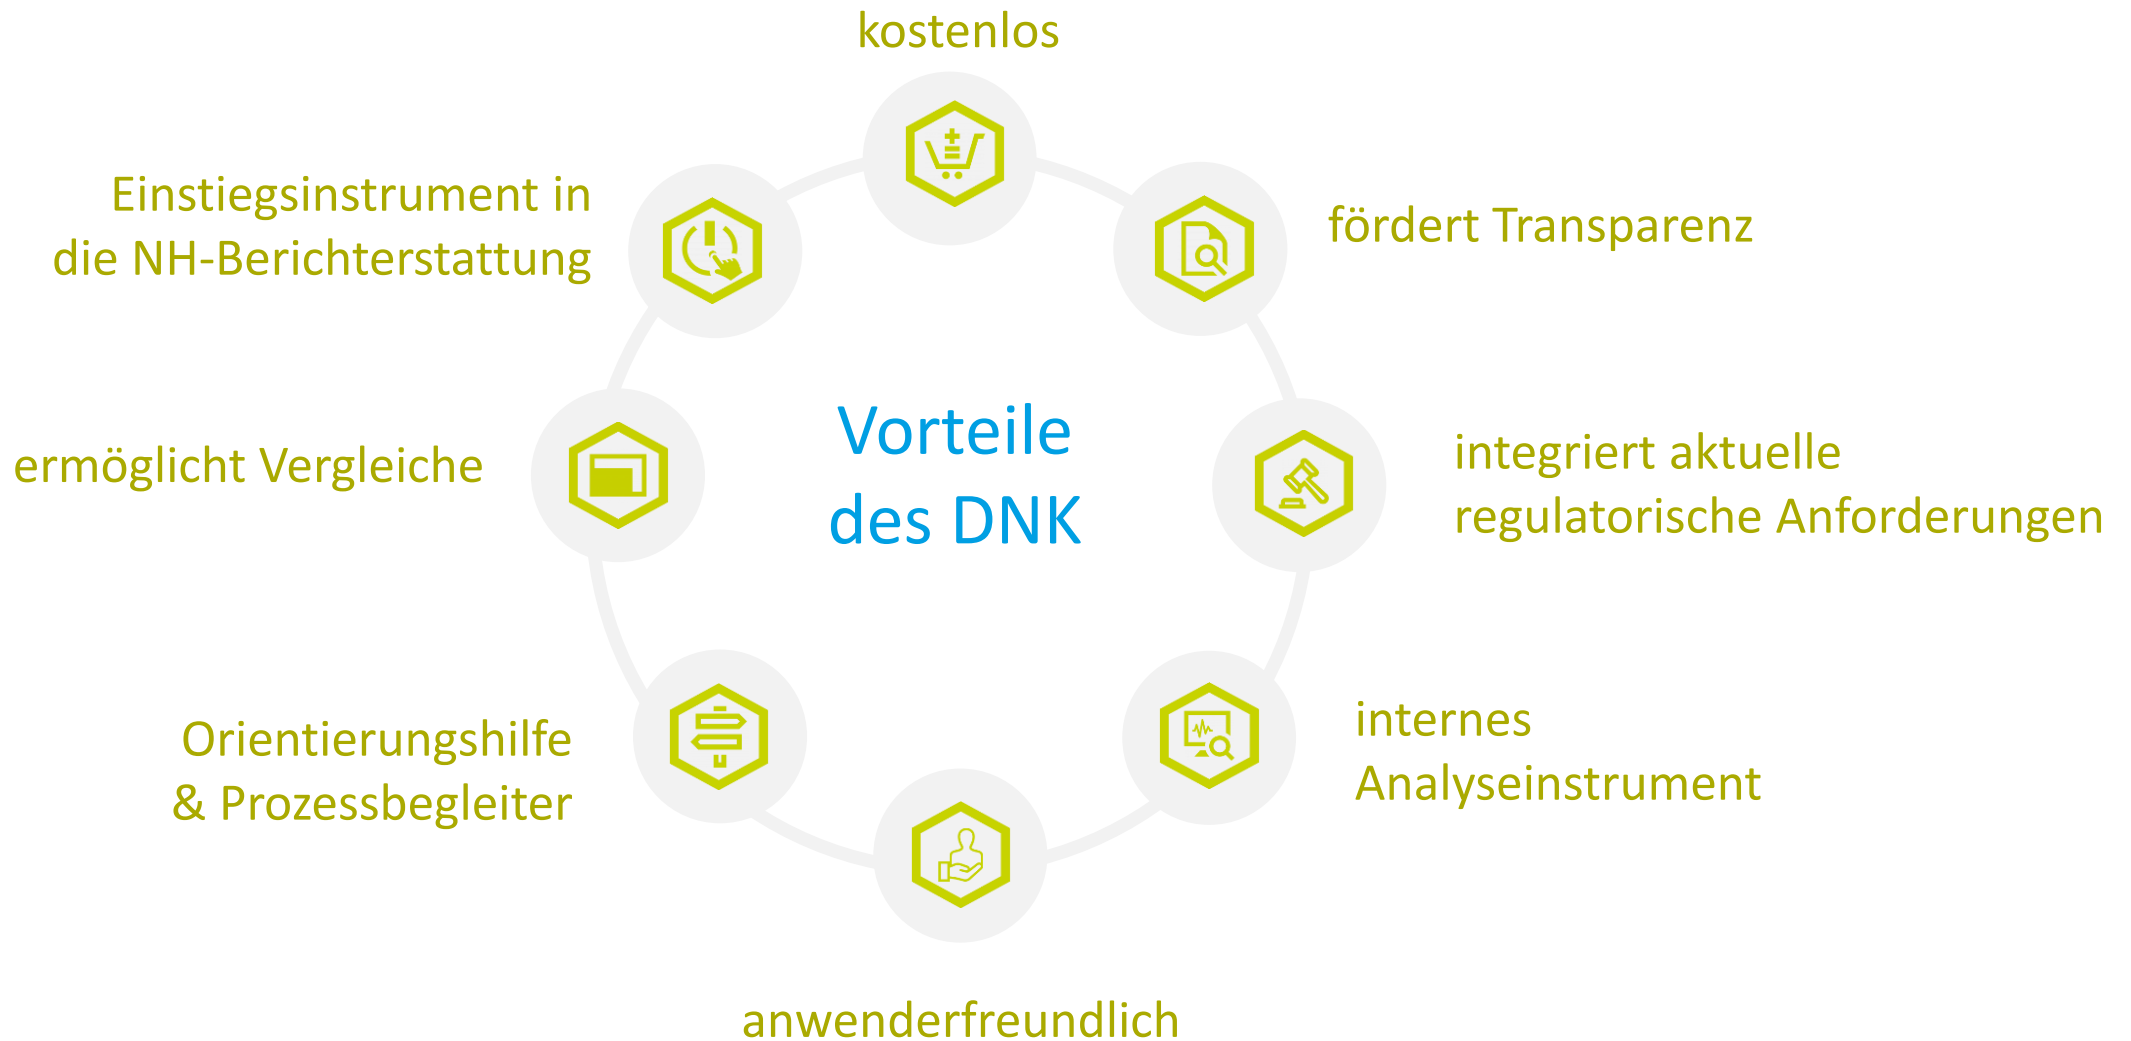 kostenlos
fördert Transparenz
integriert aktuelle
regulatorische Anforderungen
internes
Analyseinstrument
anwenderfreundlich
Orientierungshilfe
& Prozessbegleiter
ermöglicht Vergleiche
Einstiegsinstrument in
die NH-Berichterstattung
Vorteile
des DNK